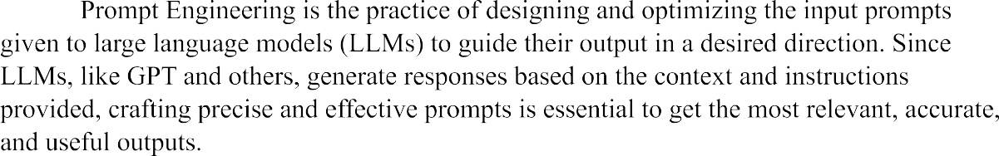 Prompt Engineering is the practice of designing and optimizing the input prompts
given to large language models (LLMs) to guide their output in a desired direction. Since
LLMs, like GPT and others, generate responses based on the context and instructions
provided, crafting precise and effective prompts is essential to get the most relevant, accurate,
and useful outputs.